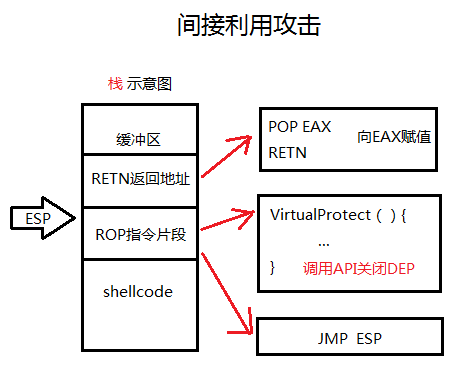 间接利用攻击
栈 示意图
缓冲区
RETN返回地址
ESP
ROP指令片段
shellcode
POP EAX 向EAX赋值
RETN
VirtualProtect ( ) {
...
} 调用API关闭DEP
JMP ESP